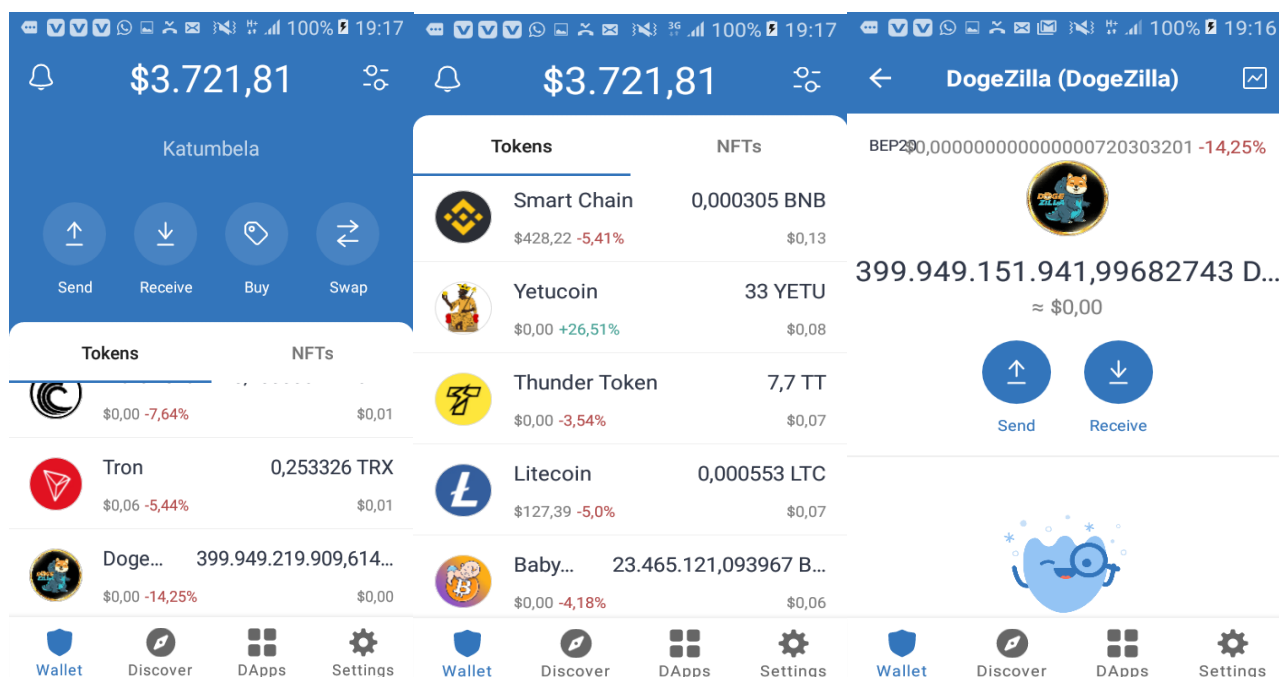 100% 19:17
$3.721,81
Katumbela
Send Receive Buy Swap
Tokens NFTs
$0,00 -7,64% $0,01
Tron 0,253326 TRX
$0,06 -5,44% $0,01
Doge... 399.949.219.909,614...
$0,00 -14,25% $0,00
Wallet Discover DApps Settings
3G 100% 19:17
$3.721,81
Tokens NFTs
Smart Chain 0,000305 BNB
$428,22 -5,41% $0,13
Yetucoin 33 YETU
$0,00 +26,51% $0,08
Thunder Token 7,7 TT
$0,00 -3,54% $0,07
Litecoin 0,000553 LTC
$127,39 -5,0% $0,07
Baby... 23.465.121,093967 B...
$0,00 -4,18% $0,06
Wallet Discover DApps Settings
H+ 100% 19:16
DogeZilla (DogeZilla)
BEP20 $0,000000000000000720303201 -14,25%
DOGE
ZILLA
399.949.151.941,99682743 D...
≈ $0,00
Send Receive
Wallet Discover DApps Settings